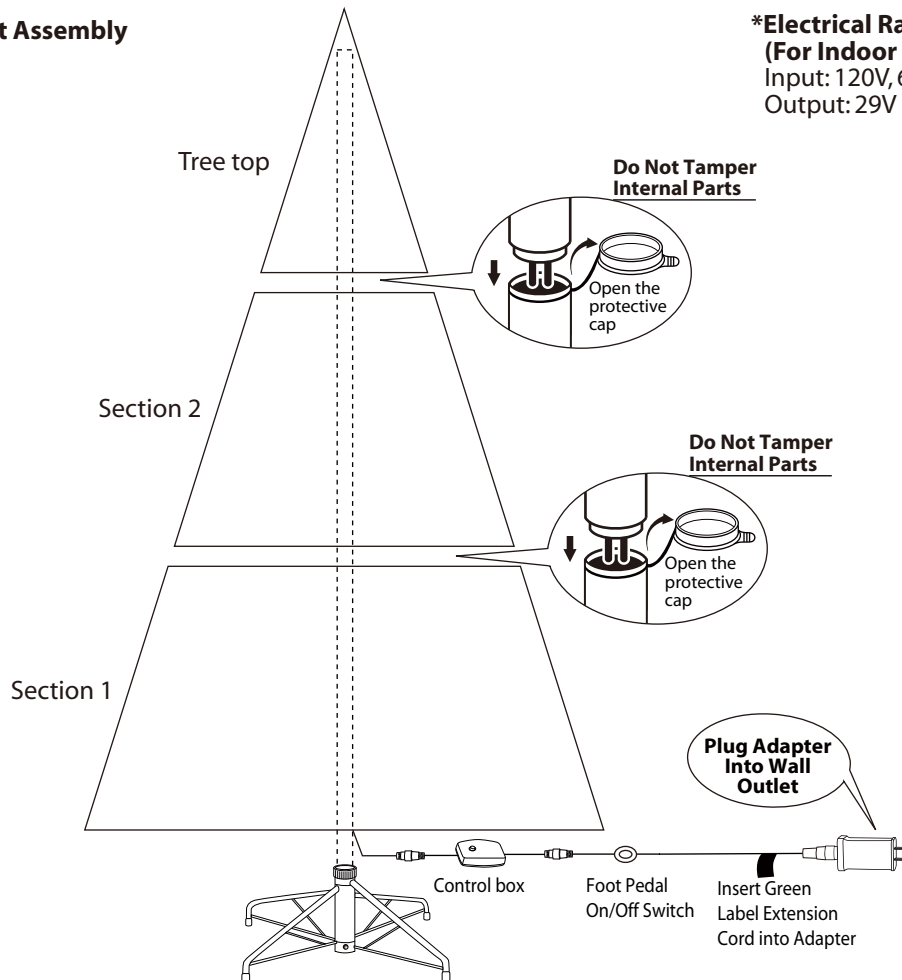 t Assembly
*Electrical Ra
(For Indoor
Input: 120V, 6
Output: 29V
Tree top
Do Not Tamper
Internal Parts
Open the
protective
cap
Section 2
Do Not Tamper
Internal Parts
Open the
protective
cap
Section 1
Plug Adapter
Into Wall
Outlet
Control box
Foot Pedal
On/Off Switch
Insert Green
Label Extension
Cord into Adapter